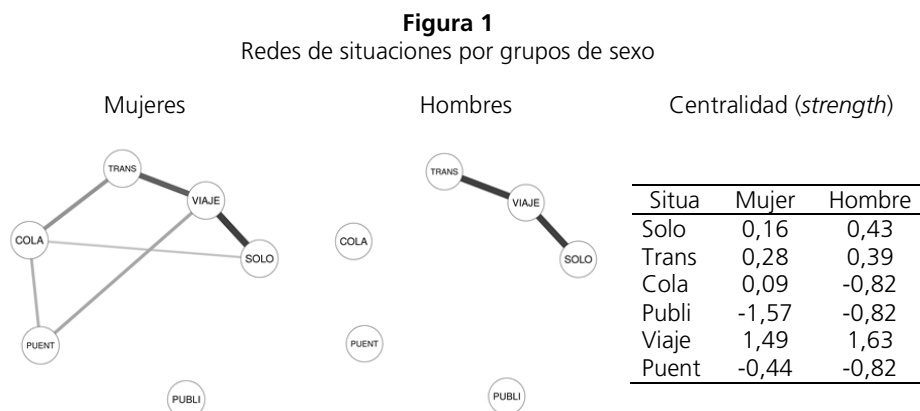 Figura 1
Redes de situaciones por grupos de sexo
Mujeres
Hombres
Centralidad (strength)
TRANS
VIAJE
COLA
SOLO
PUENT
PUBLI
TRANS
VIAJE
COLA
SOLO
PUENT
PUBLI
Situa Mujer Hombre
Solo 0,16 0,43
Trans 0,28 0,39
Cola 0,09 -0,82
Publi -1,57 -0,82
Viaje 1,49 1,63
Puent -0,44 -0,82